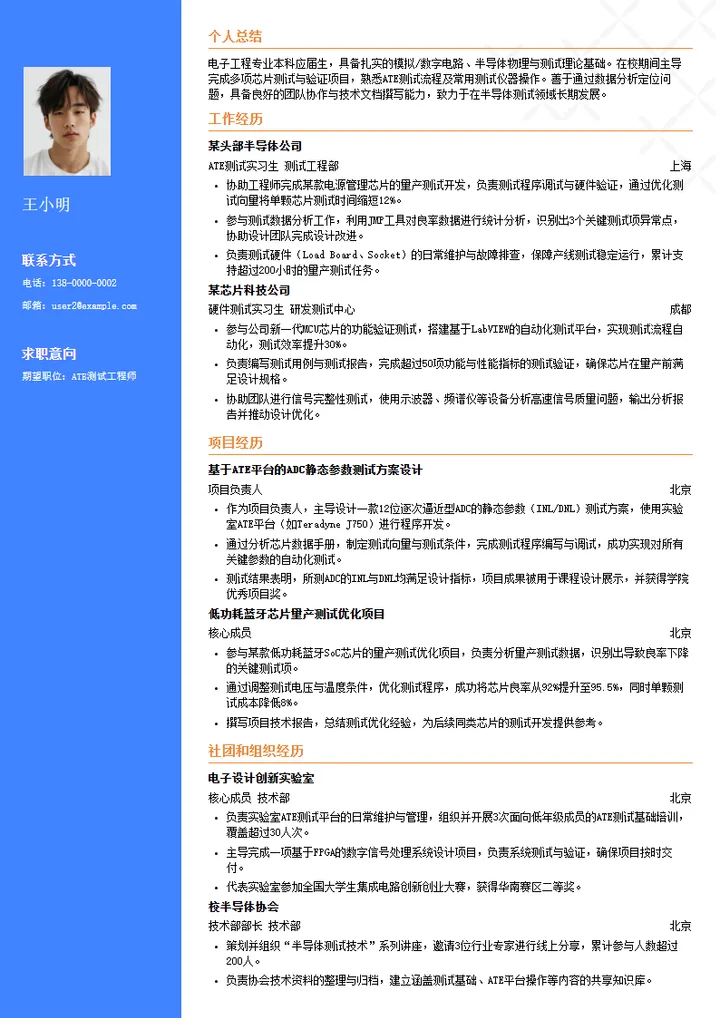 王小明
联系方式
电话: 138-0000-0002
邮箱: user2@example.com
求职意向
期望职位: ATE测试工程师
个人总结
电子工程专业本科应届生，具备扎实的模拟/数字电路、半导体物理与测试理论基础。在校期间主导
完成多项芯片测试与验证项目，熟悉ATE测试流程及常用测试仪器操作。善于通过数据分析定位问
题，具备良好的团队协作与技术文档撰写能力，致力于在半导体测试领域长期发展。
工作经历
某头部半导体公司
ATE测试实习生 测试工程部 上海
• 协助工程师完成某款电源管理芯片的量产测试开发，负责测试程序调试与硬件验证，通过优化测
试向量将单颗芯片测试时间缩短12%。
• 参与测试数据分析工作，利用JMP工具对良率数据进行统计分析，识别出3个关键测试项异常点，
协助设计团队完成设计改进。
• 负责测试硬件（Load Board、Socket）的日常维护与故障排查，保障产线测试稳定运行，累计支
持超过200小时的量产测试任务。
某芯片科技公司
硬件测试实习生 研发测试中心 成都
• 参与公司新一代MCU芯片的功能验证测试，搭建基于LabVIEW的自动化测试平台，实现测试流程自
动化，测试效率提升30%。
• 负责编写测试用例与测试报告，完成超过50项功能与性能指标的测试验证，确保芯片在量产前满
足设计规格。
• 协助团队进行信号完整性测试，使用示波器、频谱仪等设备分析高速信号质量问题，输出分析报
告并推动设计优化。
项目经历
基于ATE平台的ADC静态参数测试方案设计
项目负责人 北京
• 作为项目负责人，主导设计一款12位逐次逼近型ADC的静态参数（INL/DNL）测试方案，使用实验
室ATE平台（如Teradyne J750）进行程序开发。
• 通过分析芯片数据手册，制定测试向量与测试条件，完成测试程序编写与调试，成功实现对所有
关键参数的自动化测试。
• 测试结果表明，所测ADC的INL与DNL均满足设计指标，项目成果被用于课程设计展示，并获得学院
优秀项目奖。
低功耗蓝牙芯片量产测试优化项目
核心成员 北京
• 参与某款低功耗蓝牙SoC芯片的量产测试优化项目，负责分析量产测试数据，识别出导致良率下降
的关键测试项。
• 通过调整测试电压与温度条件，优化测试程序，成功将芯片良率从92%提升至95.5%，同时单颗测
试成本降低8%。
• 撰写项目技术报告，总结测试优化经验，为后续同类芯片的测试开发提供参考。
社团和组织经历
电子设计创新实验室
核心成员 技术部 北京
• 负责实验室ATE测试平台的日常维护与管理，组织并开展3次面向低年级成员的ATE测试基础培训，
覆盖超过30人次。
• 主导完成一项基于FPGA的数字信号处理系统设计项目，负责系统测试与验证，确保项目按时交
付。
• 代表实验室参加全国大学生集成电路创新创业大赛，获得华南赛区二等奖。
校半导体协会
技术部部长 技术部 北京
• 策划并组织“半导体测试技术”系列讲座，邀请3位行业专家进行线上分享，累计参与人数超过
200人。
• 负责协会技术资料的整理与归档，建立涵盖测试基础、ATE平台操作等内容的共享知识库。